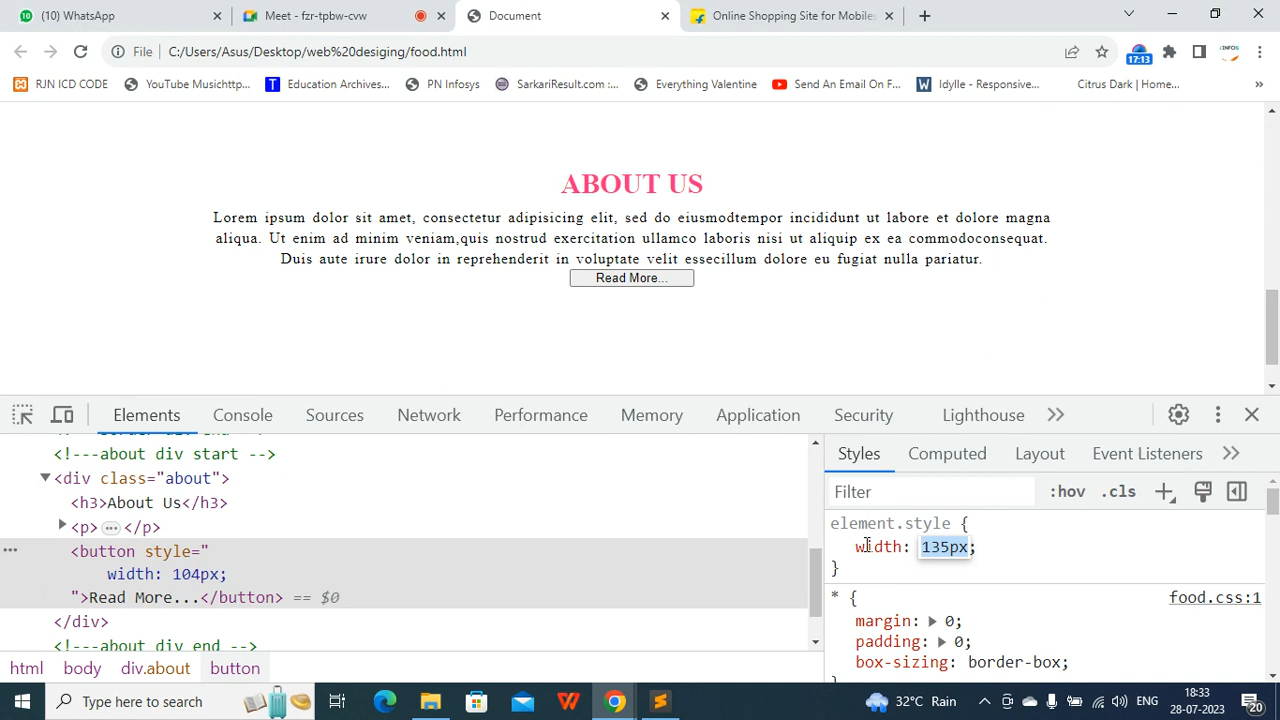 (10) WhatsApp
Meet - fzr-tpbw-cvw
Document
Online Shopping Site for Mobiles
File
C:/Users/Asus/Desktop/web%20desiging/food.html
17:13
INFOS
RJN ICD CODE
YouTube Musichttp...
T
Education Archives...
PN Infosys
SarkariResult.com :...
Everything Valentine
Send An Email On F...
W
Idylle - Responsive...
Citrus Dark | Home...
»
ABOUT US
Lorem ipsum dolor sit amet, consectetur adipisicing elit, sed do eiusmodtempor incididunt ut labore et dolore magna
aliqua. Ut enim ad minim veniam,quis nostrud exercitation ullamco laboris nisi ut aliquip ex ea commodoconsequat.
Duis aute irure dolor in reprehenderit in voluptate velit essecillum dolore eu fugiat nulla pariatur.
Read More...
Elements
Console
Sources
Network
Performance
Memory
Application
Security
Lighthouse
<!---about div start -->
<div class="about">
<h3>About Us</h3>
<p>…</p>
<button style="
width: 104px;
">Read More...</button> == $0
</div>
<!---about div end -->
html
body
div.about
button
Styles
Computed
Layout
Event Listeners
Filter
:hov
.cls
element.style {
width: 135px;
}
* {
food.css:1
margin: 0;
padding: 0;
box-sizing: border-box;
Type here to search
32°C Rain
ENG
18:33
28-07-2023
20